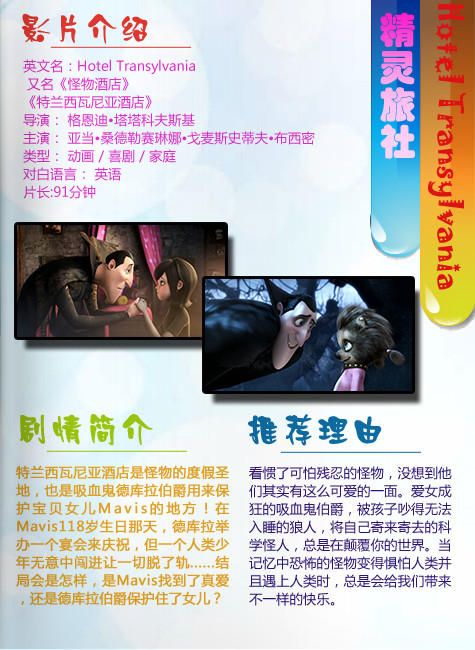 影片介绍
英文名：Hotel Transylvania
又名《怪物酒店》
《特兰西瓦尼亚酒店》
导演： 格恩迪•塔塔科夫斯基
主演： 亚当•桑德勒赛琳娜•戈麦斯史蒂夫•布西密
类型： 动画 / 喜剧 / 家庭
对白语言： 英语
片长:91分钟
精灵旅社
Hotel Transylvania
剧情简介
特兰西瓦尼亚酒店是怪物的度假圣
地，也是吸血鬼德库拉伯爵用来保
护宝贝女儿Mavis的地方！在
Mavis118岁生日那天，德库拉举
办一个宴会来庆祝，但一个人类少
年无意中闯进让一切脱了轨......结
局会是怎样，是Mavis找到了真爱
，还是德库拉伯爵保护住了女儿？
推荐理由
看惯了可怕残忍的怪物，没想到他
们其实有这么可爱的一面。爱女成
狂的吸血鬼伯爵，被孩子吵得无法
入睡的狼人，将自己寄来寄去的科
学怪人，总是在颠覆你的世界。当
记忆中恐怖的怪物变得惧怕人类并
且遇上人类时，总是会给我们带来
不一样的快乐。